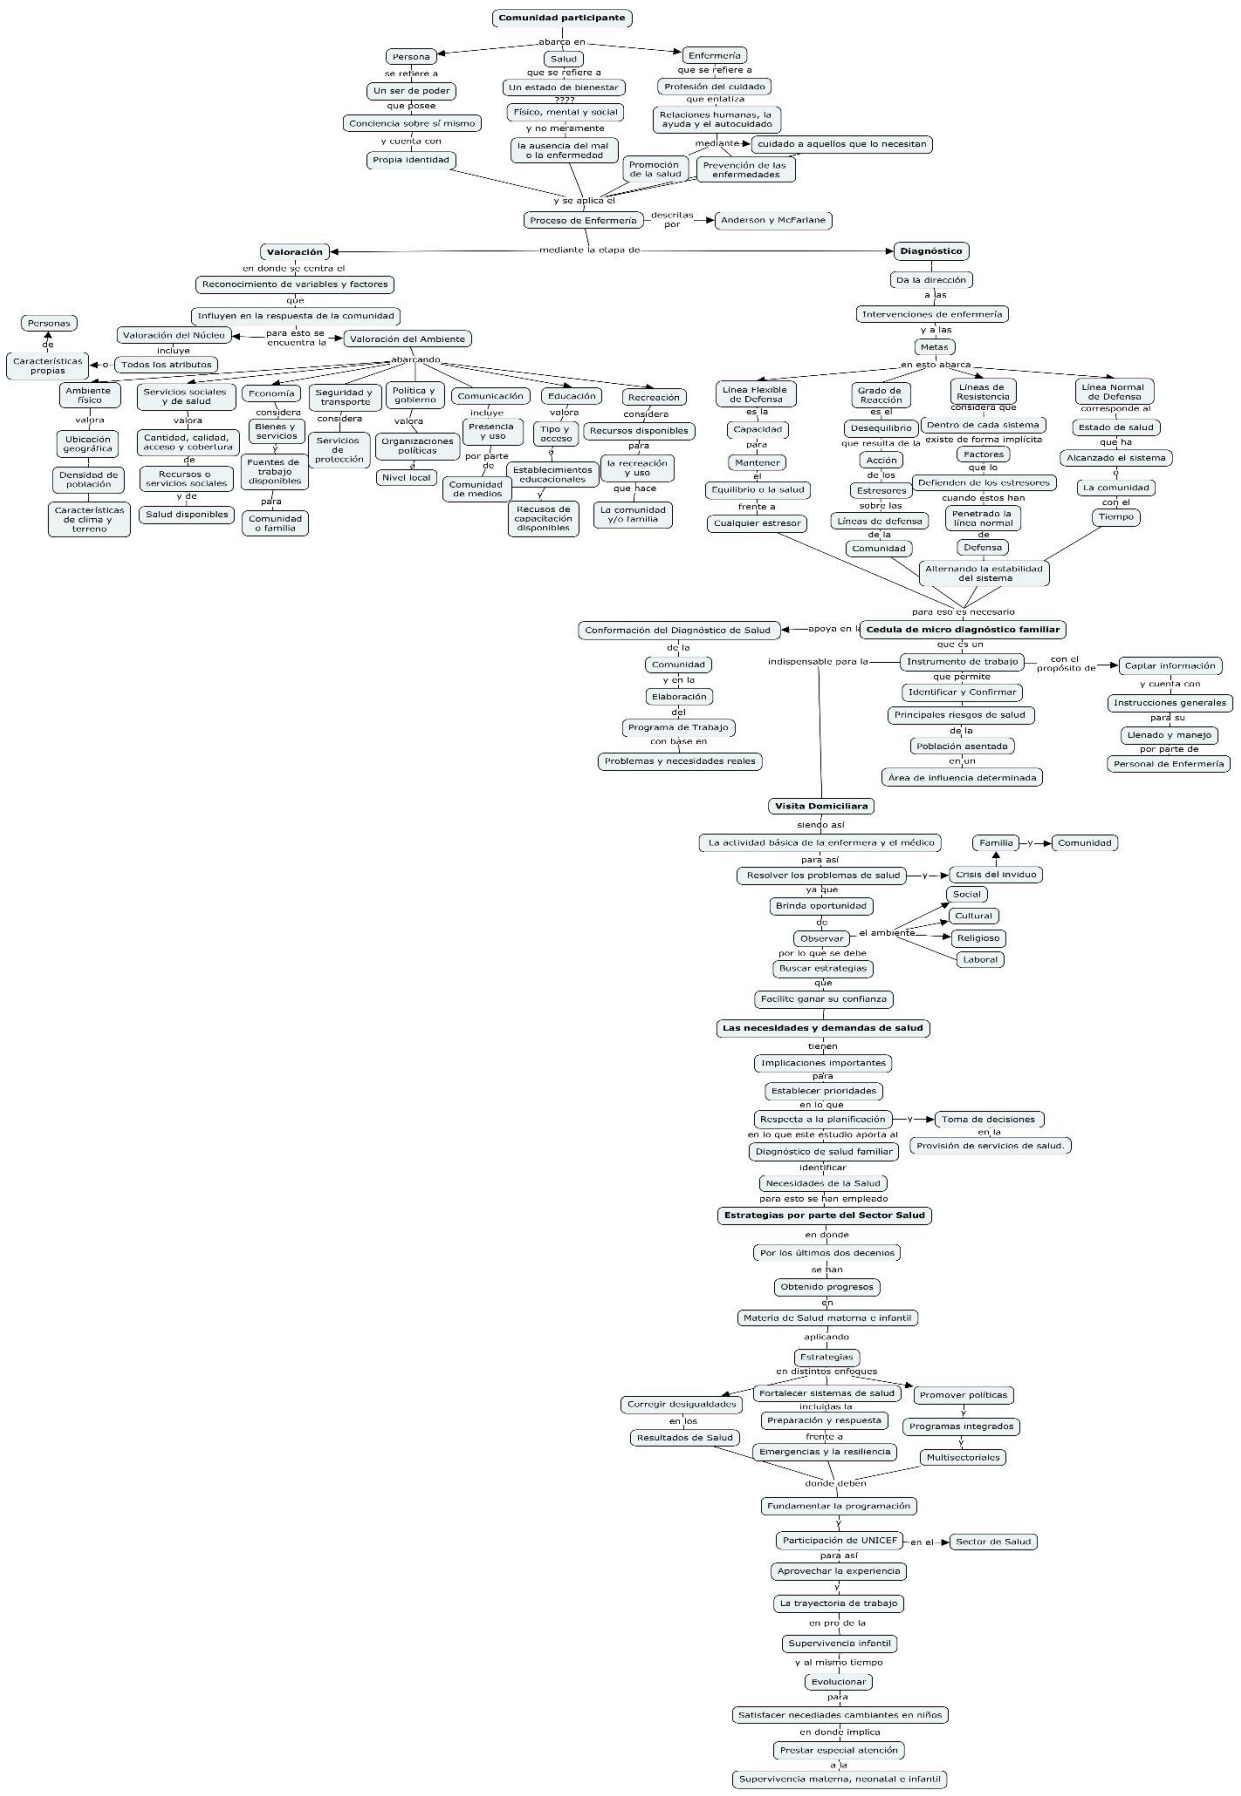 Comunidad participante
abarca en
Persona
se refiere a
Un ser de poder
que posee
Conciencia sobre sí mismo
y cuenta con
Propia identidad
Salud
que se refiere a
Un estado de bienestar
????
Físico, mental y social
y no meramente
la ausencia del mal
o la enfermedad
Enfermería
que se refiere a
Profesión del cuidado
que enfatiza
Relaciones humanas, la
ayuda y el autocuidado
mediante
cuidado a aquellos que lo necesitan
Promoción
de la salud
Prevención de las
enfermedades
y se aplica el
Proceso de Enfermería
descritas
por
Anderson y McFarlane
mediante la etapa de
Valoración
en donde se centra el
Reconocimiento de variables y factores
que
Influyen en la respuesta de la comunidad
para esto se
encuentra la
Valoración del Núcleo
incluye
Todos los atributos
o
Características
propias
de
Personas
Valoración del Ambiente
abarcando
Ambiente
físico
valora
Ubicación
geográfica
Densidad de
población
Características
de clima y
terreno
Servicios sociales
y de salud
valora
Cantidad, calidad,
acceso y cobertura
de
Recursos o
servicios sociales
y de
Salud disponibles
Economía
considera
Bienes y
servicios
y
Fuentes de
trabajo
disponibles
para
Comunidad
o familia
Seguridad y
transporte
considera
Servicios
de
protección
Política y
gobierno
valora
Organizaciones
políticas
a
Nivel local
Comunicación
incluye
Presencia
y uso
por parte
de
Comunidad
de medios
Educación
valora
Tipo y
acceso
a
Establecimientos
educacionales
y
Recusos de
capacitación
disponibles
Recreación
considera
Recursos disponibles
para
la recreación
y uso
que hace
La comunidad
y/o familia
Diagnóstico
Da la dirección
a las
Intervenciones de enfermería
y a las
Metas
en esto abarca
Línea Flexible
de Defensa
es la
Capacidad
para
Mantener
el
Equilibrio o la salud
frente a
Cualquier estresor
Grado de
Reacción
es el
Desequilibrio
que resulta de la
Acción
de los
Estresores
sobre las
Líneas de defensa
de la
Comunidad
Líneas de
Resistencia
considera que
Dentro de cada sistema
existe de forma implícita
Factores
que lo
Defienden de los estresores
cuando estos han
Penetrado la
línea normal
de
Defensa
Alternando la estabilidad
del sistema
Línea Normal
de Defensa
corresponde al
Estado de salud
que ha
Alcanzado el sistema
o
La comunidad
con el
Tiempo
para eso es necesario
Cedula de micro diagnóstico familiar
apoya en la
Conformación del Diagnóstico de Salud
de la
Comunidad
y en la
Elaboración
del
Programa de Trabajo
con base en
Problemas y necesidades reales
que es un
Instrumento de trabajo
que permite
Identificar y Confirmar
Principales riesgos de salud
de la
Población asentada
en un
Área de influencia determinada
con el
propósito de
Captar información
y cuenta con
Instrucciones generales
para su
Llenado y manejo
por parte de
Personal de Enfermería
indispensable para la
Visita Domiciliara
siendo así
La actividad básica de la enfermera y el médico
para así
Resolver los problemas de salud
y
Crisis del inviduo
Familia
y
Comunidad
ya que
Brinda oportunidad
de
Observar
el ambiente
Social
Cultural
Religioso
Laboral
por lo que se debe
Buscar estrategias
que
Facilite ganar su confianza
Las necesidades y demandas de salud
tienen
Implicaciones importantes
para
Establecer prioridades
en lo que
Respecta a la planificación
y
Toma de decisiones
en la
Provisión de servicios de salud.
en lo que este estudio aporta al
Diagnóstico de salud familiar
identificar
Necesidades de la Salud
para esto se han empleado
Estrategias por parte del Sector Salud
en donde
Por los últimos dos decenios
se han
Obtenido progresos
en
Materia de Salud materna e infantil
aplicando
Estrategias
en distintos enfoques
Corregir desigualdades
en los
Resultados de Salud
Fortalecer sistemas de salud
incluidas la
Preparación y respuesta
frente a
Emergencias y la resiliencia
Promover políticas
y
Programas integrados
y
Multisectoriales
donde deben
Fundamentar la programación
y
Participación de UNICEF
en el
Sector de Salud
para así
Aprovechar la experiencia
y
La trayectoria de trabajo
en pro de la
Supervivencia infantil
y al mismo tiempo
Evolucionar
para
Satisfacer necediades cambiantes en niños
en donde implica
Prestar especial atención
a la
Supervivencia materna, neonatal e infantil